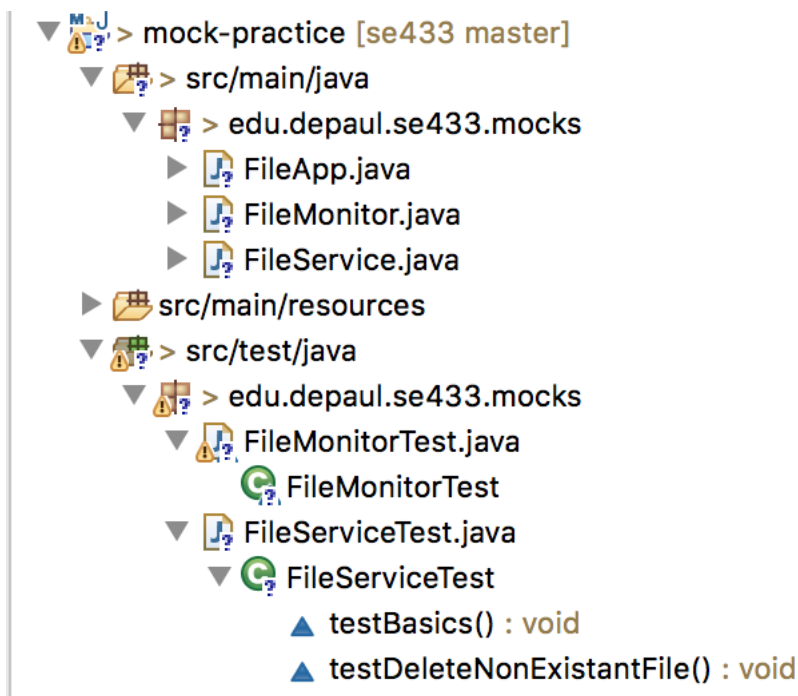 > mock-practice [se433 master]
> src/main/java
> edu.depaul.se433.mocks
FileApp.java
FileMonitor.java
FileService.java
src/main/resources
> src/test/java
> edu.depaul.se433.mocks
FileMonitorTest.java
FileMonitorTest
FileServiceTest.java
FileServiceTest
testBasics() : void
testDeleteNonExistantFile() : void